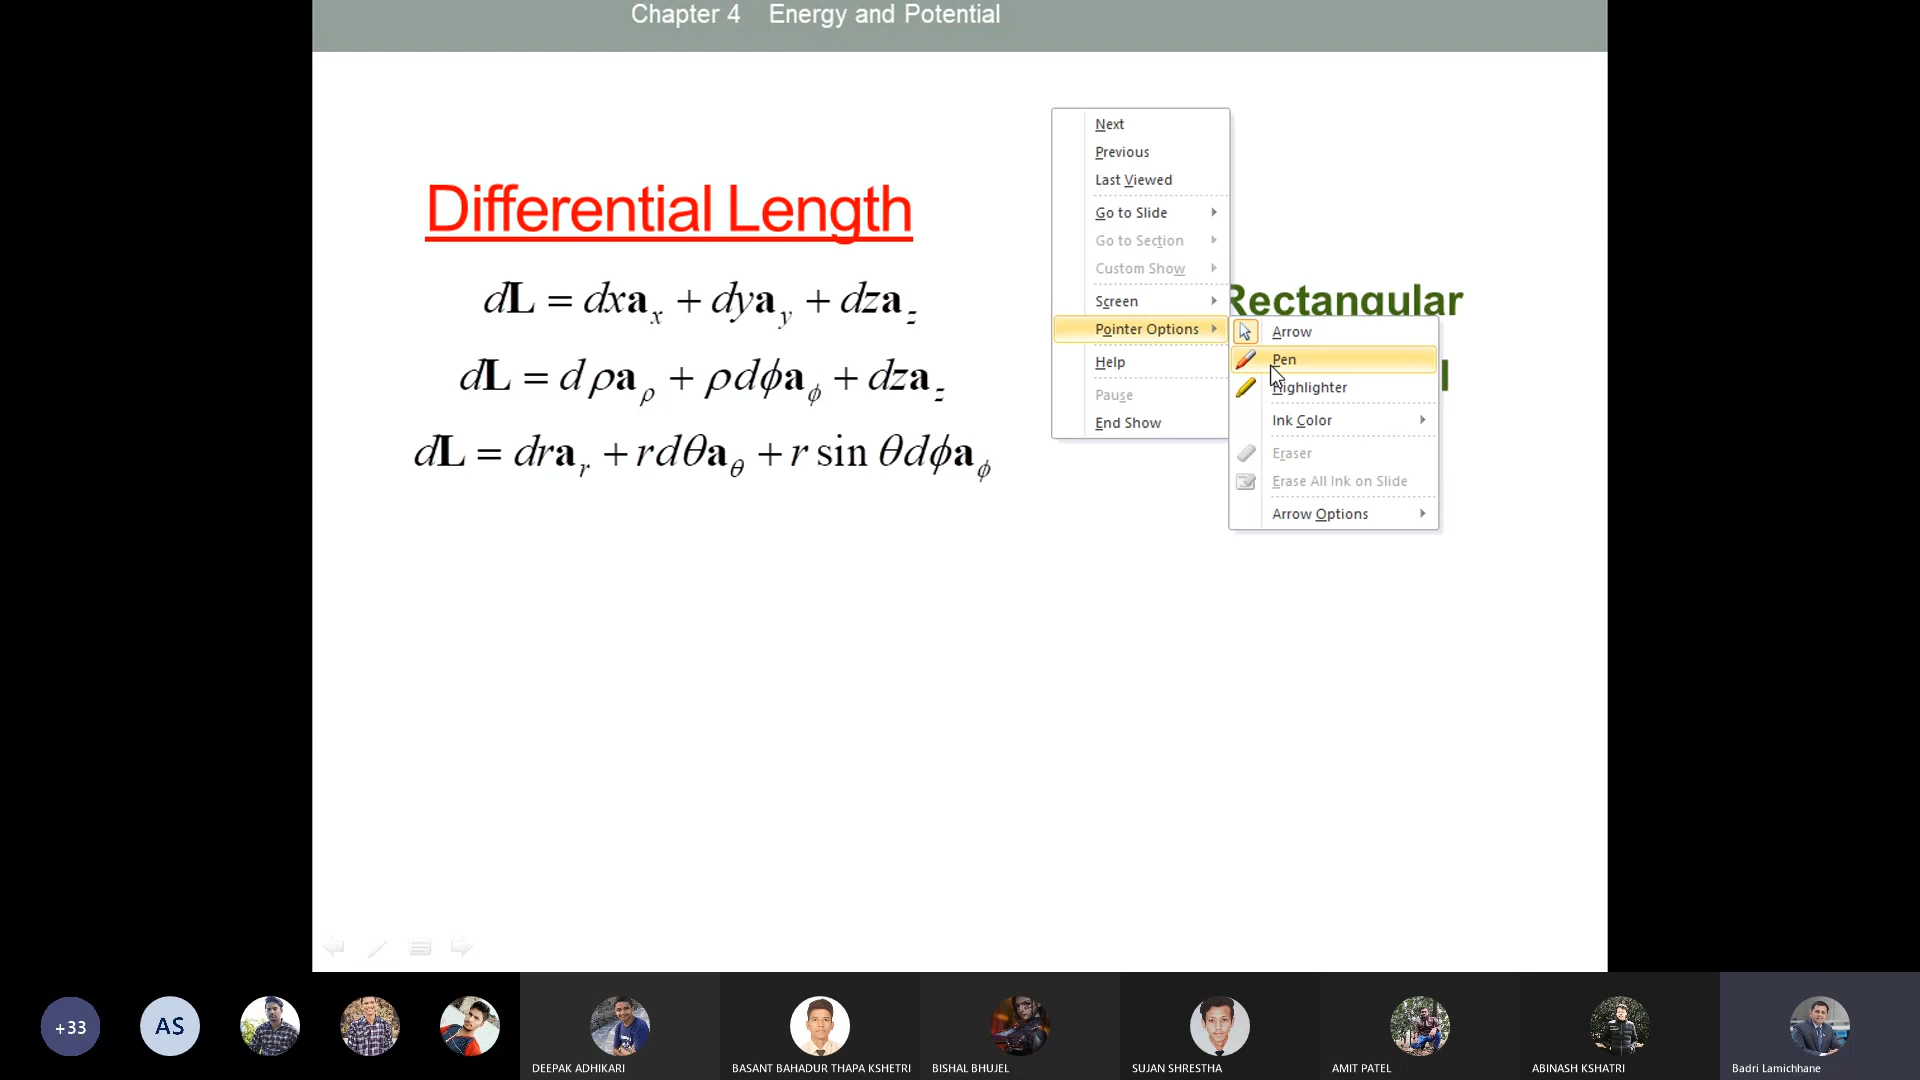 Chapter 4 Energy and Potential
Differential Length
dL = dxaₓ + dya_y + dza_z
dL = dρa_ρ + ρdϕa_ϕ + dza_z
dL = dra_r + rdθa_θ + r sin θdϕa_ϕ
Rectangular
Next
Previous
Last Viewed
Go to Slide
Go to Section
Custom Show
Screen
Pointer Options
Help
Pause
End Show
Arrow
Pen
Highlighter
Ink Color
Eraser
Erase All Ink on Slide
Arrow Options
+33
AS
DEEPAK ADHIKARI
BASANT BAHADUR THAPA KSHETRI
BISHAL BHUJEL
SUJAN SHRESTHA
AMIT PATEL
ABINASH KSHATRI
Badri Lamichhane